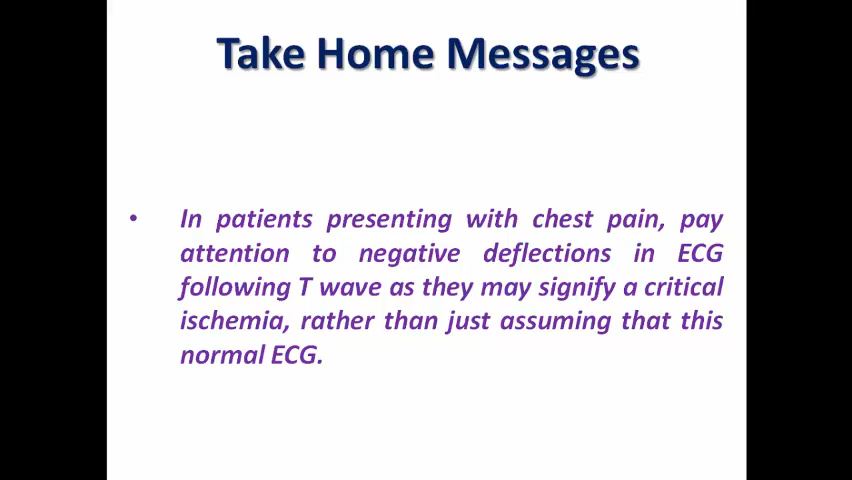 Take Home Messages
• In patients presenting with chest pain, pay
attention to negative deflections in ECG
following T wave as they may signify a critical
ischemia, rather than just assuming that this
normal ECG.